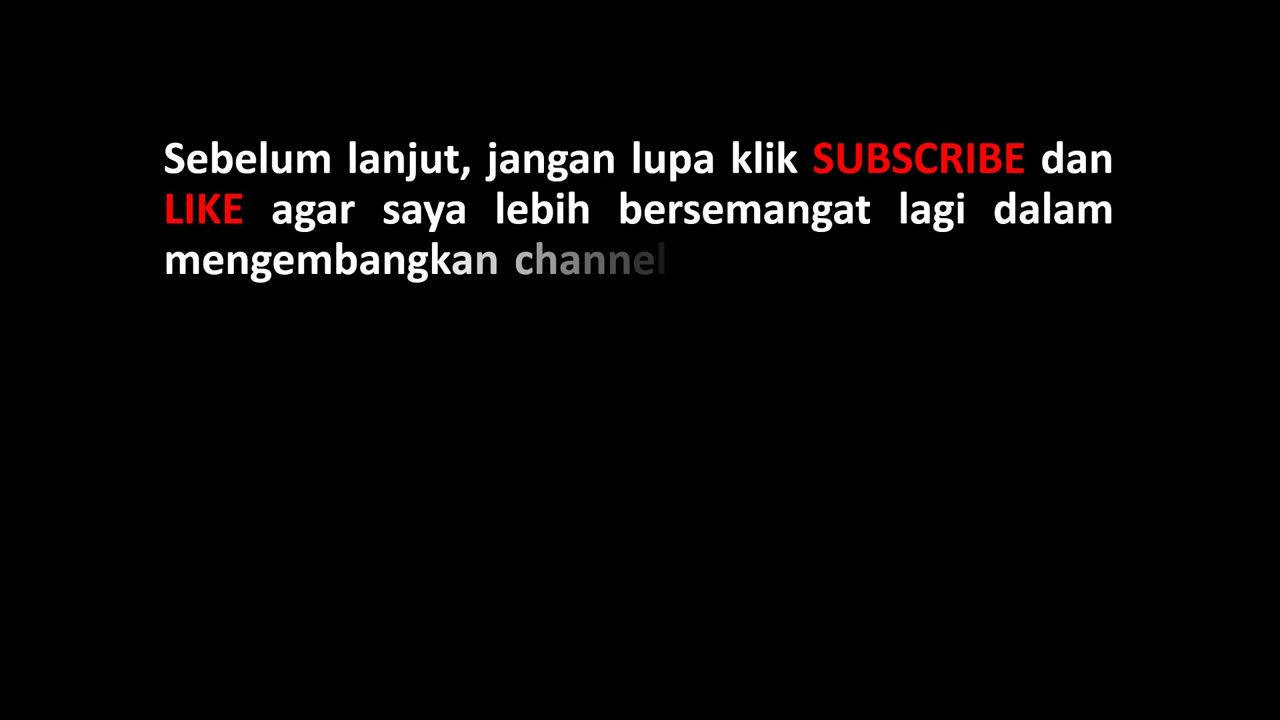 Sebelum lanjut, jangan lupa klik SUBSCRIBE dan
LIKE agar saya lebih bersemangat lagi dalam
mengembangkan channel